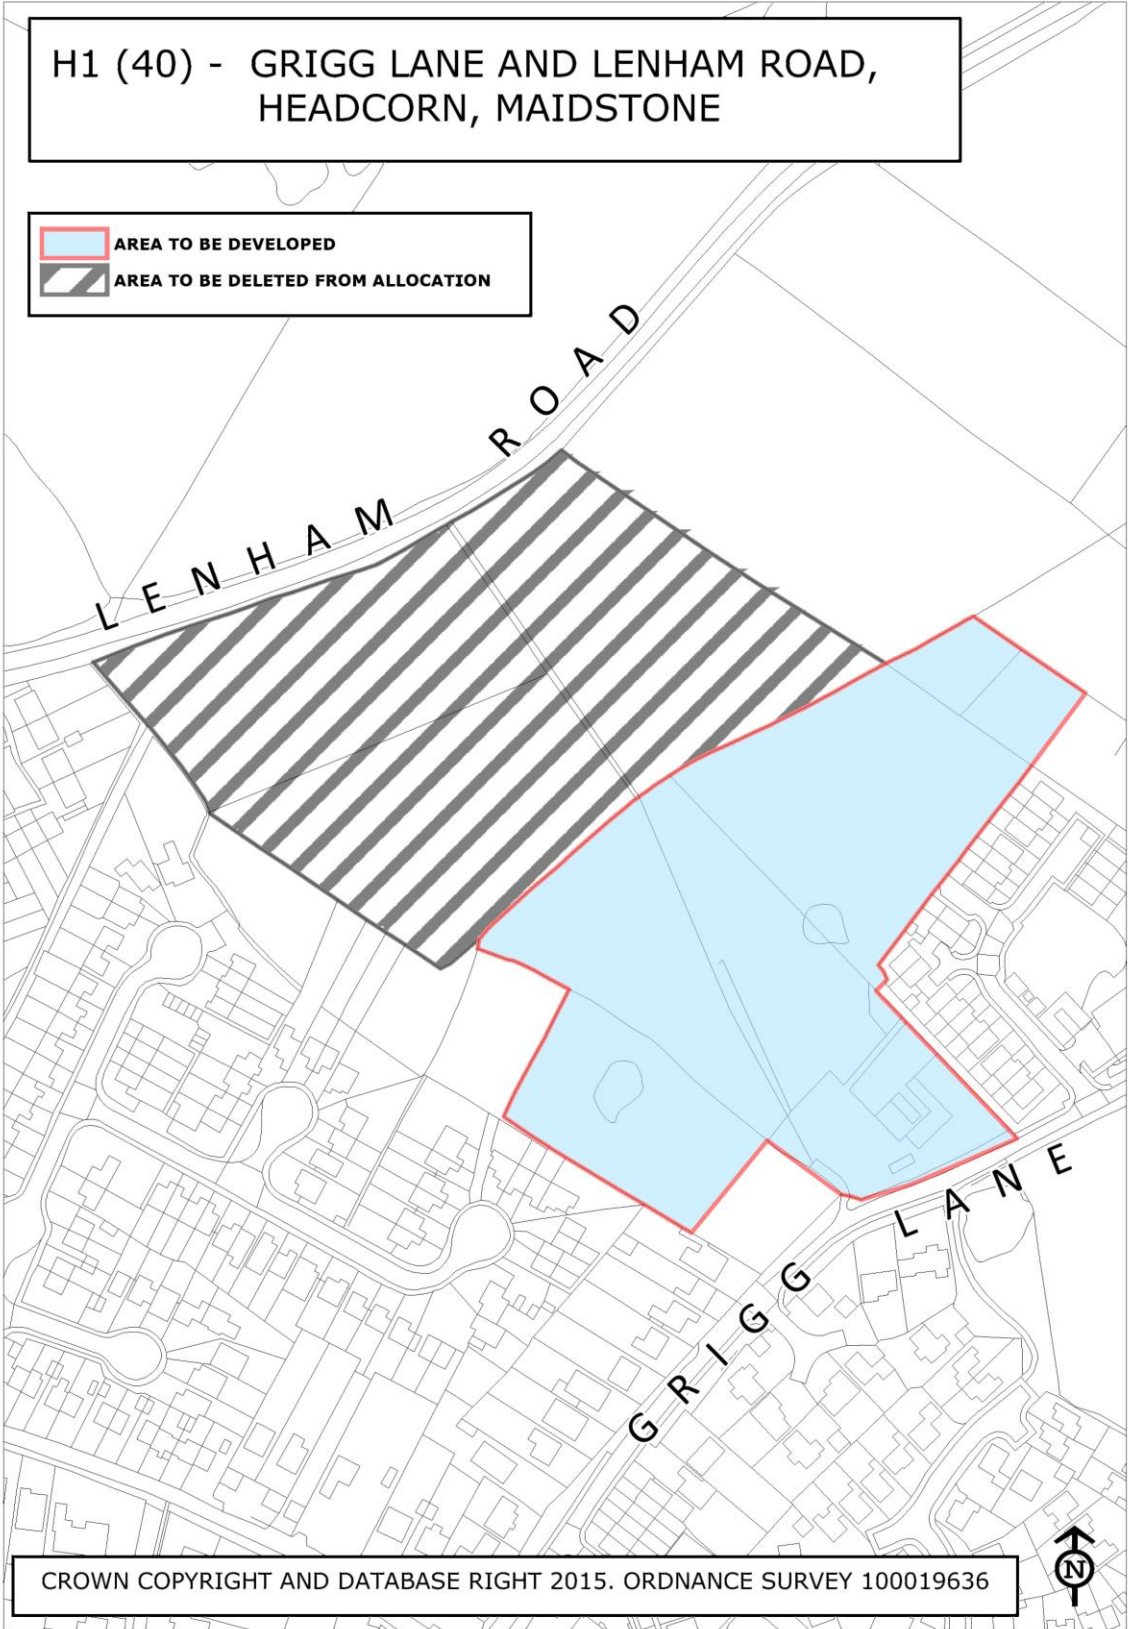 H1 (40) - GRIGG LANE AND LENHAM ROAD,
HEADCORN, MAIDSTONE
AREA TO BE DEVELOPED
AREA TO BE DELETED FROM ALLOCATION
LENHAM ROAD
GRIGG LANE
CROWN COPYRIGHT AND DATABASE RIGHT 2015. ORDNANCE SURVEY 100019636
N